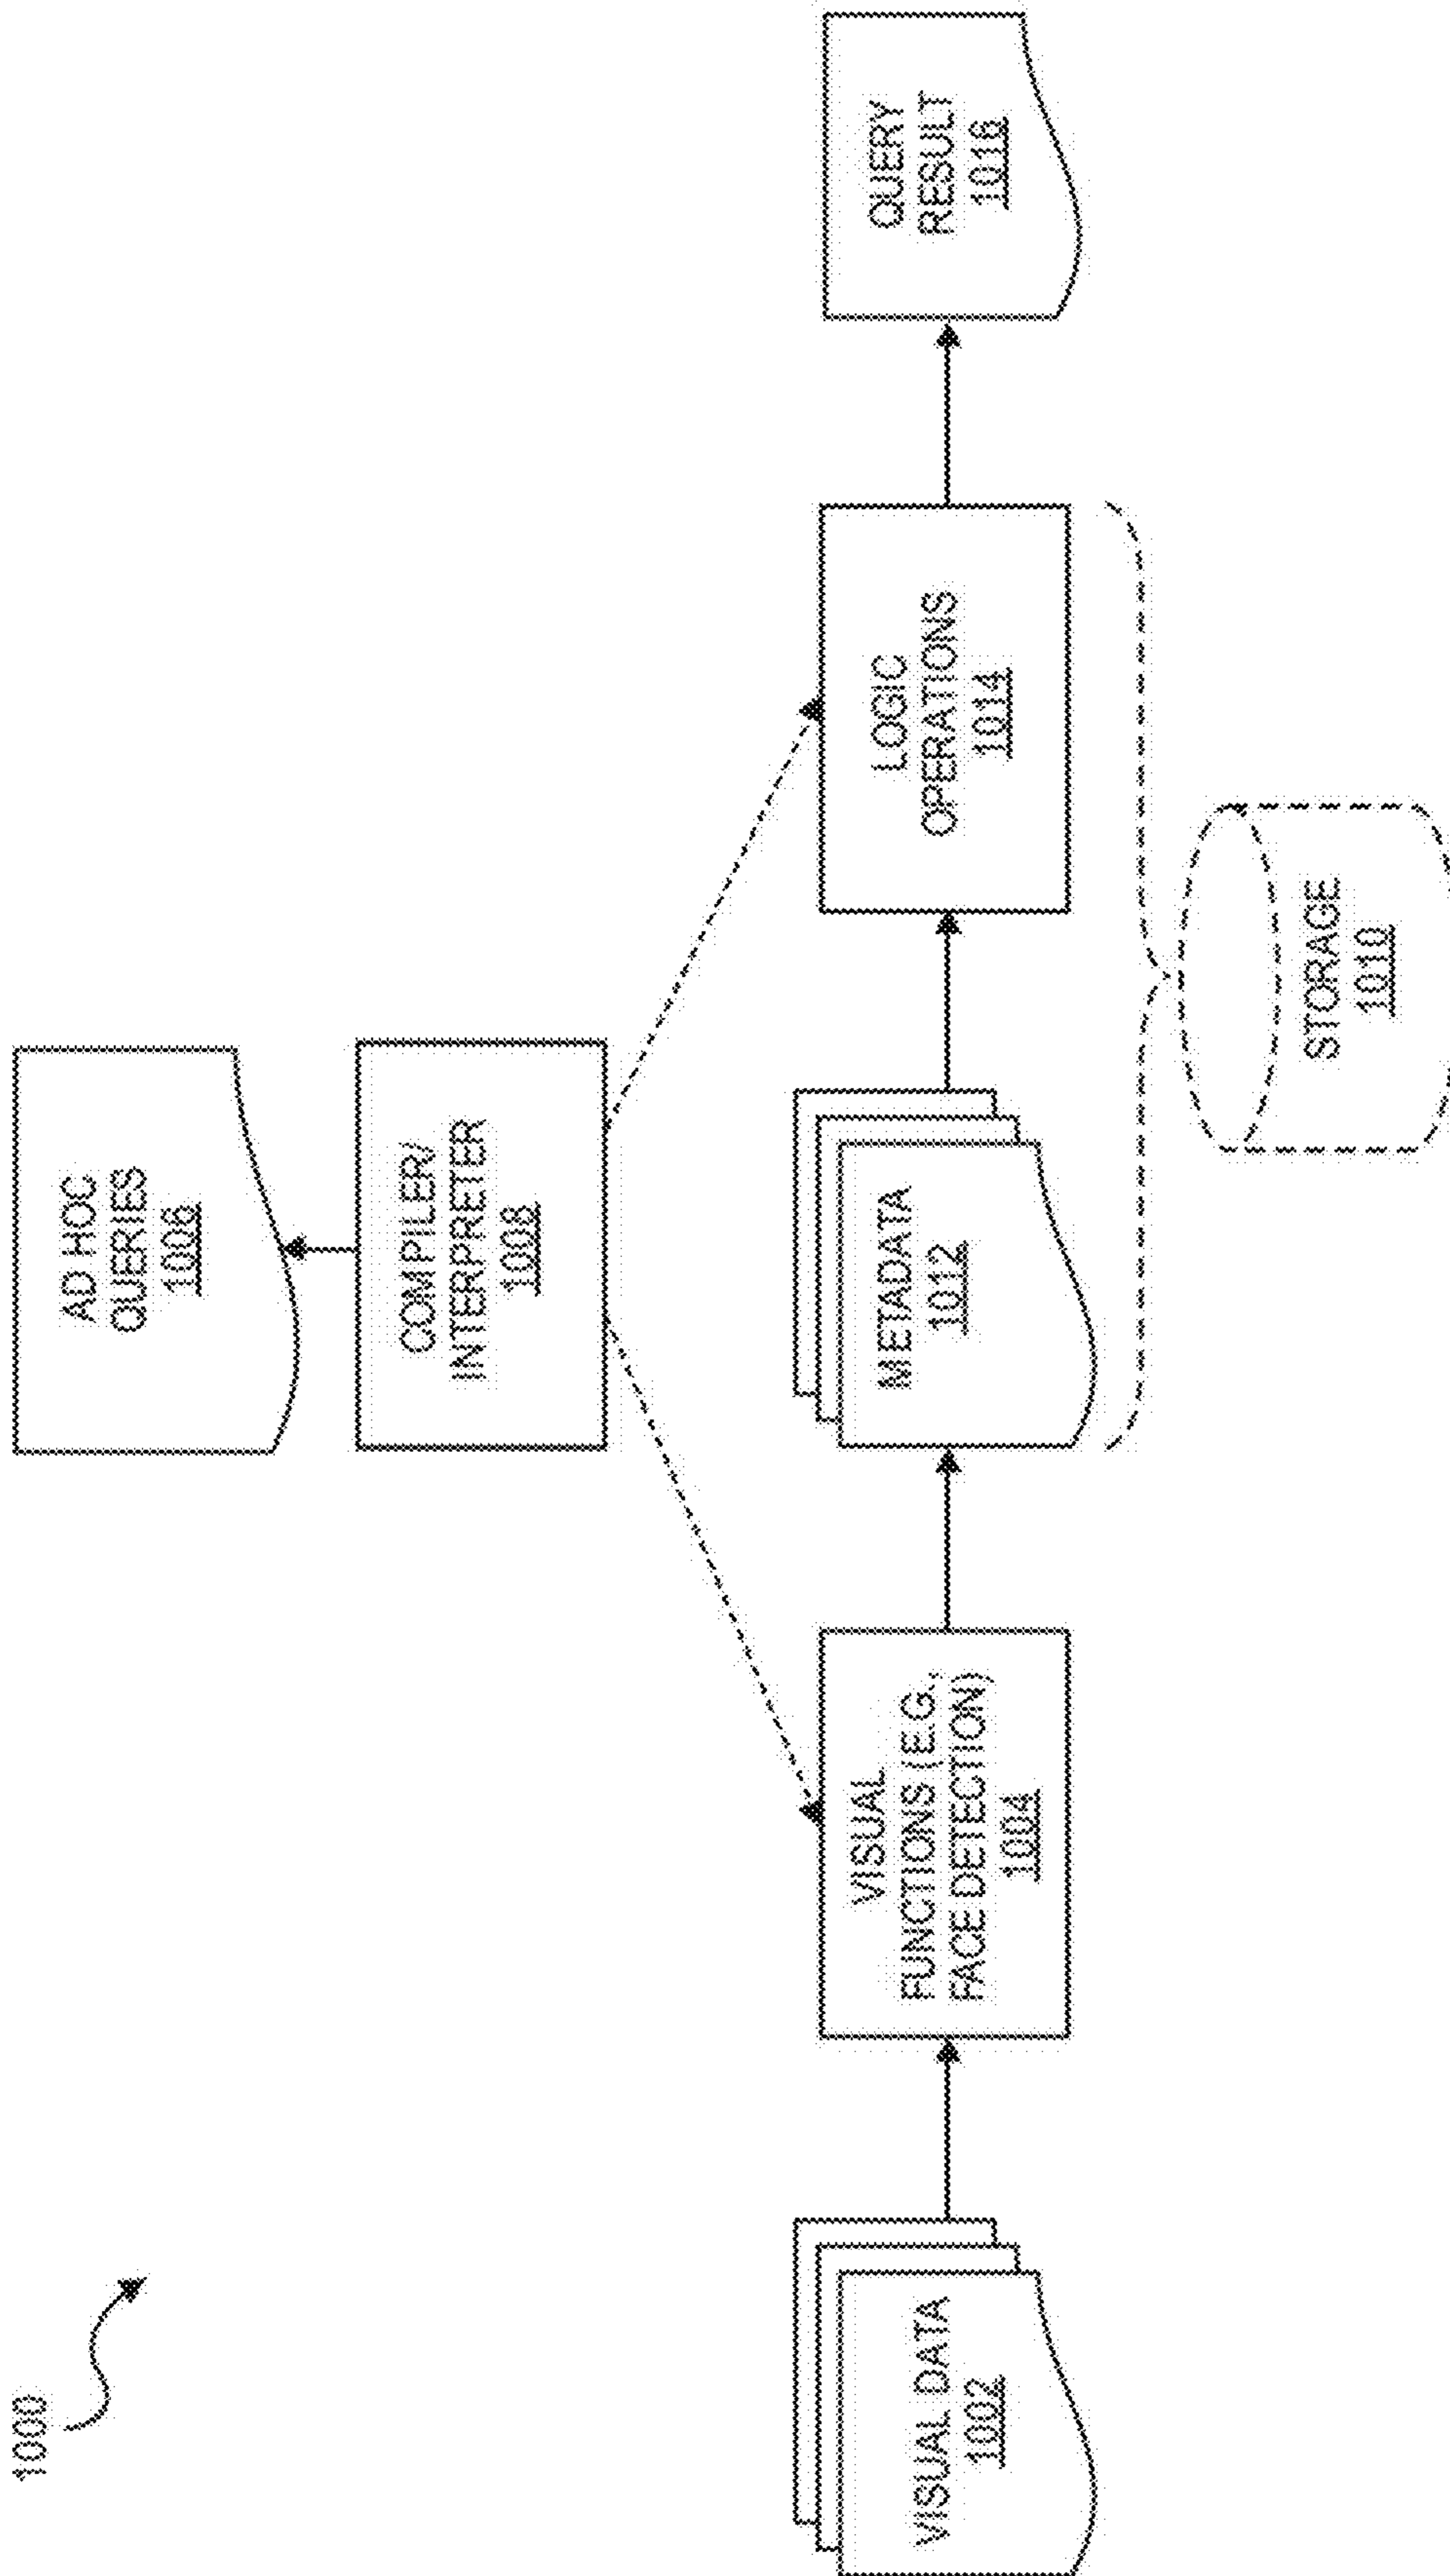 1000
AD HOC
QUERIES
1006
COMPILER/
INTERPRETER
1008
VISUAL DATA
1002
VISUAL
FUNCTIONS (E.G.,
FACE DETECTION)
1004
METADATA
1012
LOGIC
OPERATIONS
1014
QUERY
RESULT
1016
STORAGE
1010